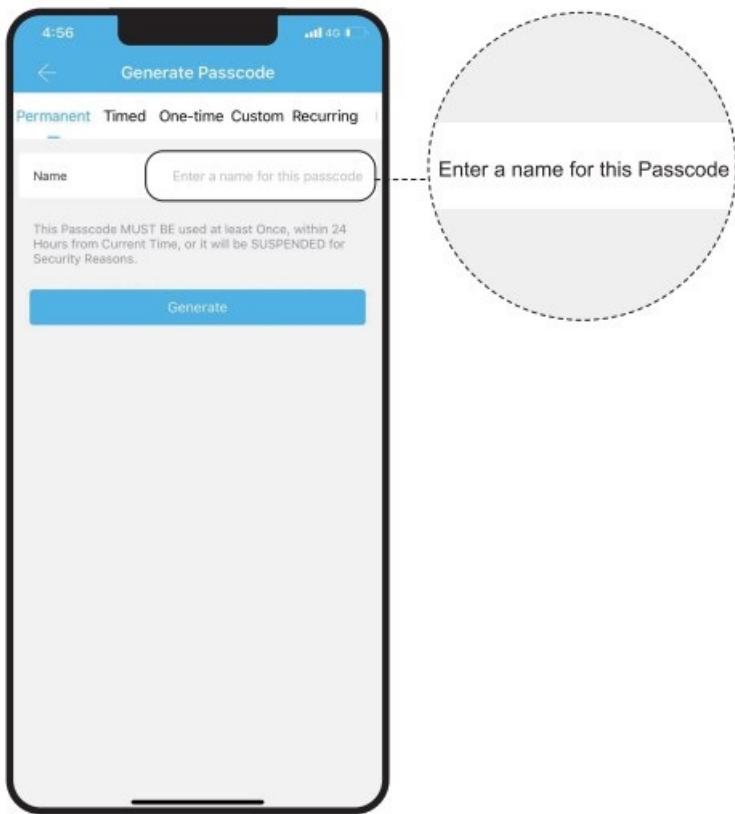 4:56
4G
Generate Passcode
Permanent Timed One-time Custom Recurring
Name
Enter a name for this passcode
Enter a name for this Passcode
This Passcode MUST BE used at least Once, within 24
Hours from Current Time, or it will be SUSPENDED for
Security Reasons.
Generate